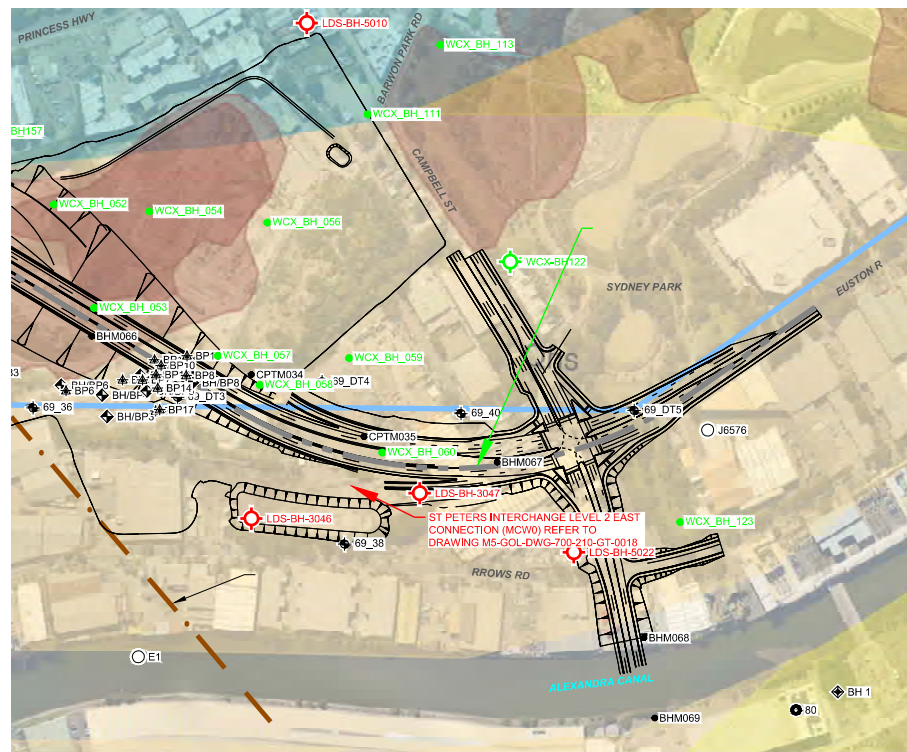 PRINCESS HWY
LDS-BH-5010
BARWON PARK RD
WCX_BH_113
WCX_BH_111
BH157
CAMPBELL ST
WCX_BH_052
WCX_BH_054
WCX_BH_056
WCX-BH122
SYDNEY PARK
EUSTON R
WCX_BH_053
BHM066
BP1
BP10
WCX_BH_057
WCX_BH_059
BP8
CPTM034
69_DT4
WCX_BH_058
BH/BP6
BP6
BP14
BH/BP8
69_DT3
BH/BP3
BP17
69_36
69_40
69_DT5
J6576
CPTM035
WCX_BH_060
BHM067
LDS-BH-3047
LDS-BH-3046
ST PETERS INTERCHANGE LEVEL 2 EAST
CONNECTION (MCW0) REFER TO
DRAWING M5-GOL-DWG-700-210-GT-0018
WCX_BH_123
69_38
LDS-BH-5022
RROWS RD
BHM068
E1
ALEXANDRA CANAL
BH 1
80
BHM069